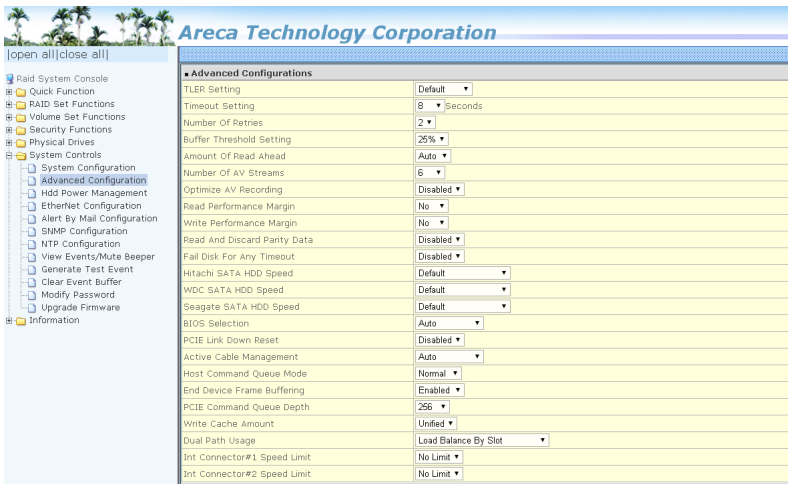 Areca Technology Corporation
|open all|close all|
Raid System Console
Quick Function
RAID Set Functions
Volume Set Functions
Security Functions
Physical Drives
System Controls
System Configuration
Advanced Configuration
Hdd Power Management
EtherNet Configuration
Alert By Mail Configuration
SNMP Configuration
NTP Configuration
View Events/Mute Beeper
Generate Test Event
Clear Event Buffer
Modify Password
Upgrade Firmware
Information
Advanced Configurations
TLER Setting Default
Timeout Setting 8 Seconds
Number Of Retries 2
Buffer Threshold Setting 25%
Amount Of Read Ahead Auto
Number Of AV Streams 6
Optimize AV Recording Disabled
Read Performance Margin No
Write Performance Margin No
Read And Discard Parity Data Disabled
Fail Disk For Any Timeout Disabled
Hitachi SATA HDD Speed Default
WDC SATA HDD Speed Default
Seagate SATA HDD Speed Default
BIOS Selection Auto
PCIE Link Down Reset Disabled
Active Cable Management Auto
Host Command Queue Mode Normal
End Device Frame Buffering Enabled
PCIE Command Queue Depth 256
Write Cache Amount Unified
Dual Path Usage Load Balance By Slot
Int Connector#1 Speed Limit No Limit
Int Connector#2 Speed Limit No Limit